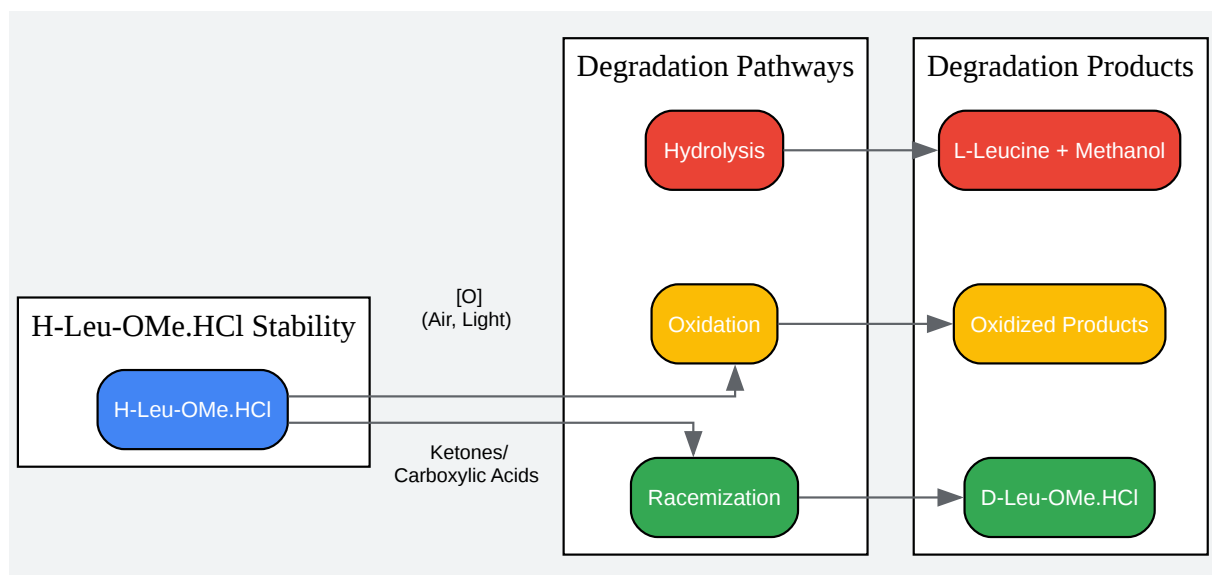 H-Leu-OMe.HCl Stability
H-Leu-OMe.HCl
[O]
(Air, Light)
Ketones/
Carboxylic Acids
Degradation Pathways
Hydrolysis
Oxidation
Racemization
Degradation Products
L-Leucine + Methanol
Oxidized Products
D-Leu-OMe.HCl